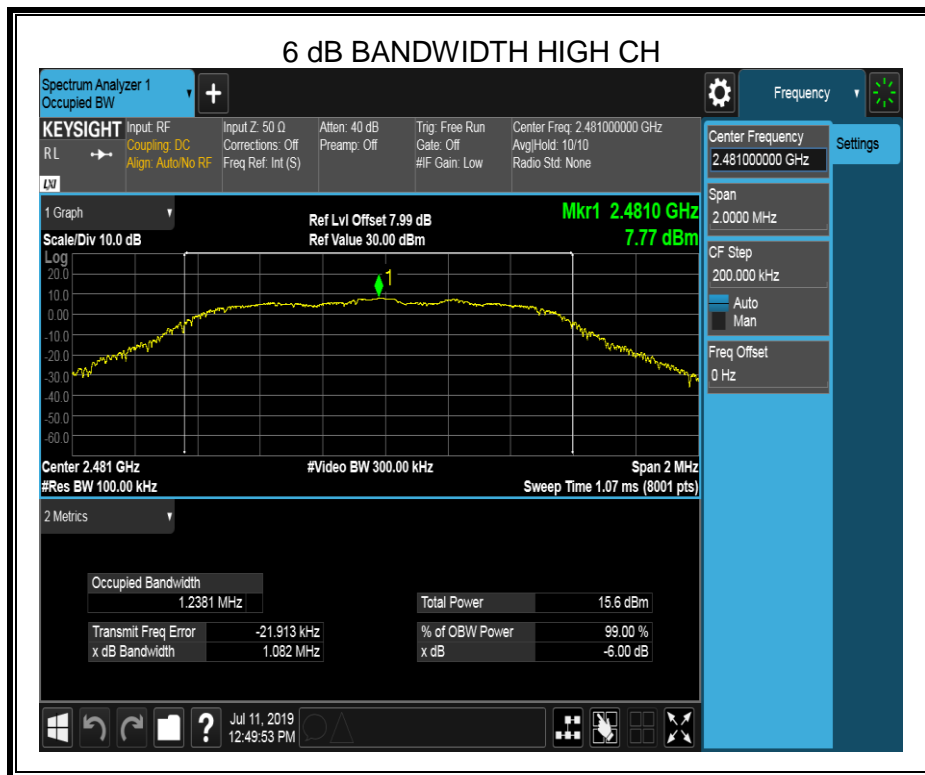 6 dB BANDWIDTH HIGH CH
Spectrum Analyzer 1
Occupied BW
+
Frequency
KEYSIGHT
RL
LXI
Input: RF
Coupling: DC
Align: Auto/No RF
Input Z: 50 Ω
Corrections: Off
Freq Ref: Int (S)
Atten: 40 dB
Preamp: Off
Trig: Free Run
Gate: Off
#IF Gain: Low
Center Freq: 2.481000000 GHz
Avg|Hold: 10/10
Radio Std: None
Center Frequency
2.481000000 GHz
Settings
Span
2.0000 MHz
CF Step
200.000 kHz
Auto
Man
Freq Offset
0 Hz
1 Graph
Scale/Div 10.0 dB
Ref Lvl Offset 7.99 dB
Ref Value 30.00 dBm
Mkr1 2.4810 GHz
7.77 dBm
Log
20.0
10.0
0.00
-10.0
-20.0
-30.0
-40.0
-50.0
-60.0
1
Center 2.481 GHz
#Video BW 300.00 kHz
Span 2 MHz
#Res BW 100.00 kHz
Sweep Time 1.07 ms (8001 pts)
2 Metrics
Occupied Bandwidth
1.2381 MHz
Total Power 15.6 dBm
Transmit Freq Error -21.913 kHz
% of OBW Power 99.00 %
x dB Bandwidth 1.082 MHz
x dB -6.00 dB
?
Jul 11, 2019
12:49:53 PM